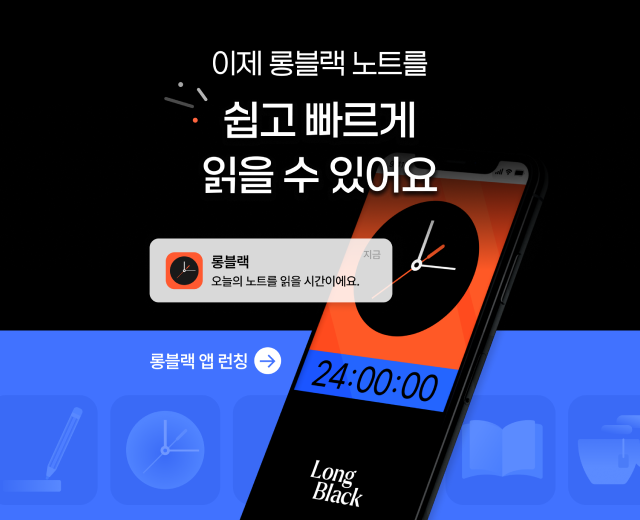 이제 롱블랙 노트를
쉽고 빠르게
읽을 수 있어요
롱블랙
지금
오늘의 노트를 읽을 시간이에요.
롱블랙 앱 런칭
24:00:00
Long
Black